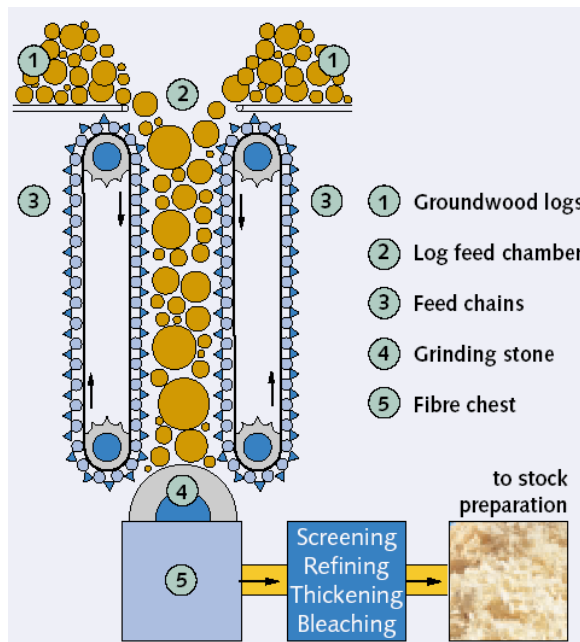 1
1
2
3
3
1 Groundwood logs
2 Log feed chamber
3 Feed chains
4 Grinding stone
5 Fibre chest
4
to stock
preparation
5
Screening
Refining
Thickening
Bleaching